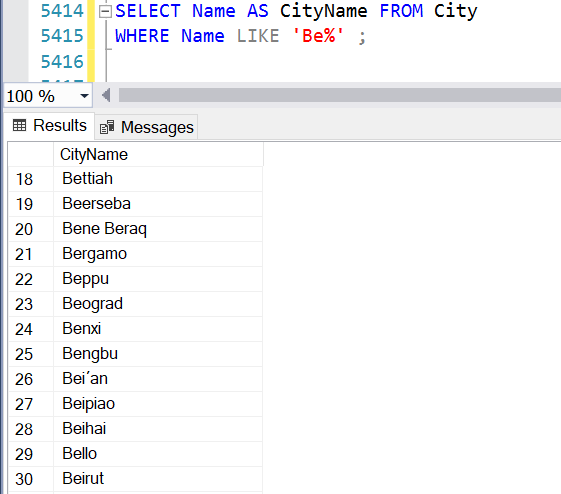 5414 SELECT Name AS CityName FROM City
5415 WHERE Name LIKE 'Be%' ;
5416
100 %
Results Messages
CityName
18 Bettiah
19 Beerseba
20 Bene Beraq
21 Bergamo
22 Beppu
23 Beograd
24 Benxi
25 Bengbu
26 Bei´an
27 Beipiao
28 Beihai
29 Bello
30 Beirut